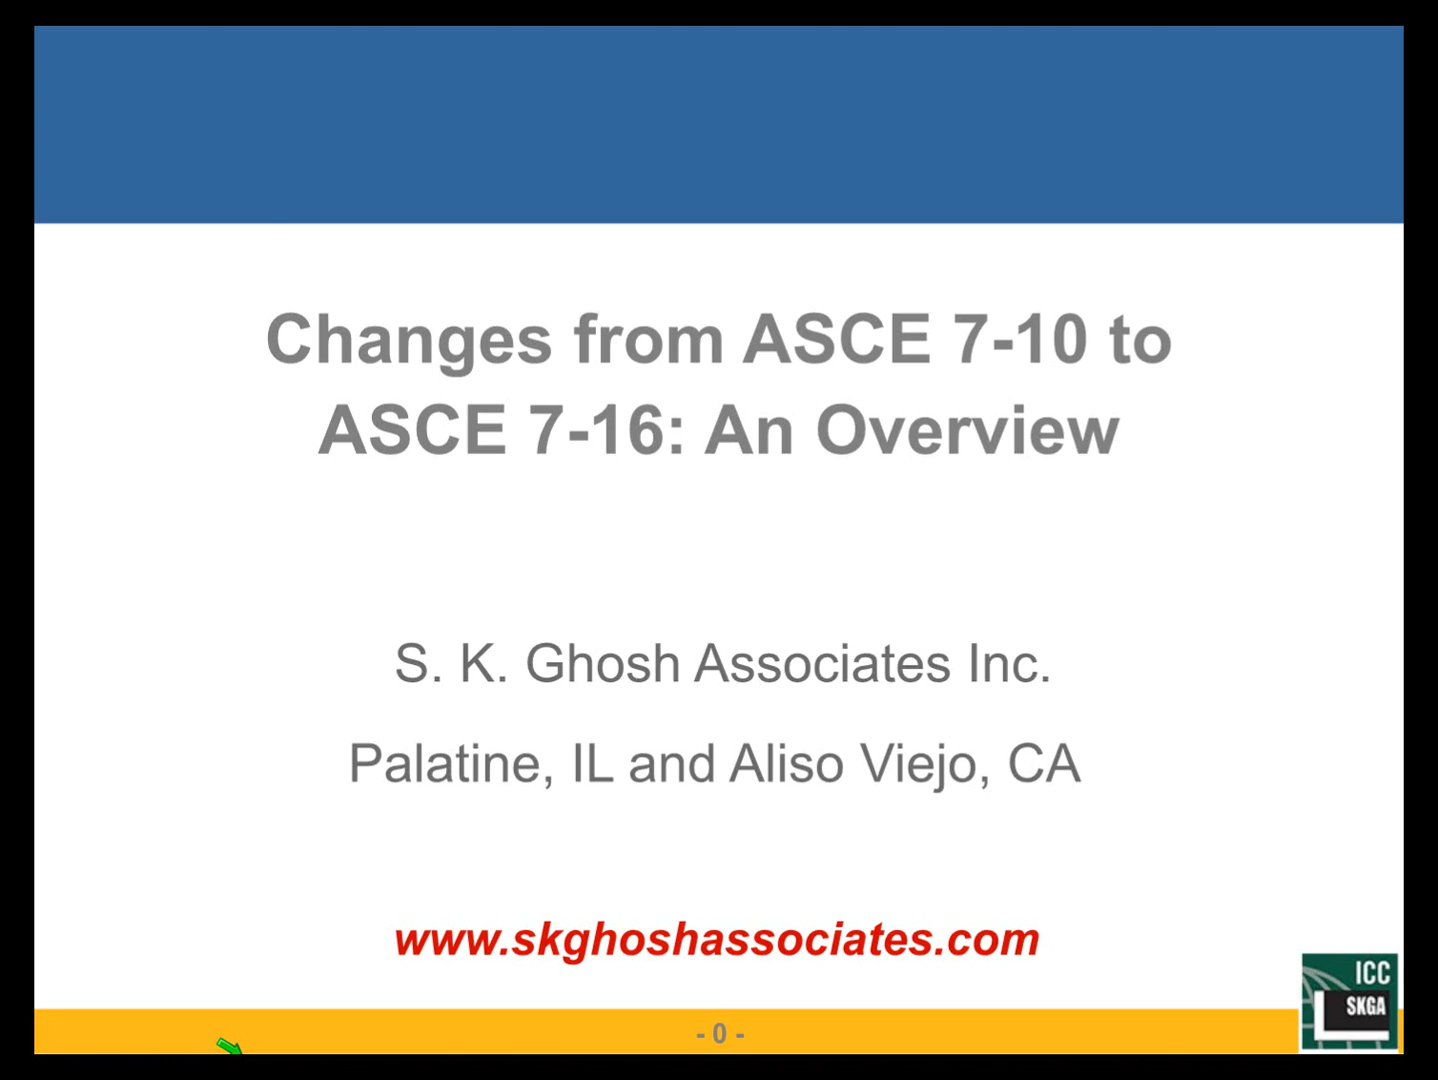 Changes from ASCE 7-10 to
ASCE 7-16: An Overview
S. K. Ghosh Associates Inc.
Palatine, IL and Aliso Viejo, CA
www.skghoshassociates.com
ICC
SKGA
- 0 -